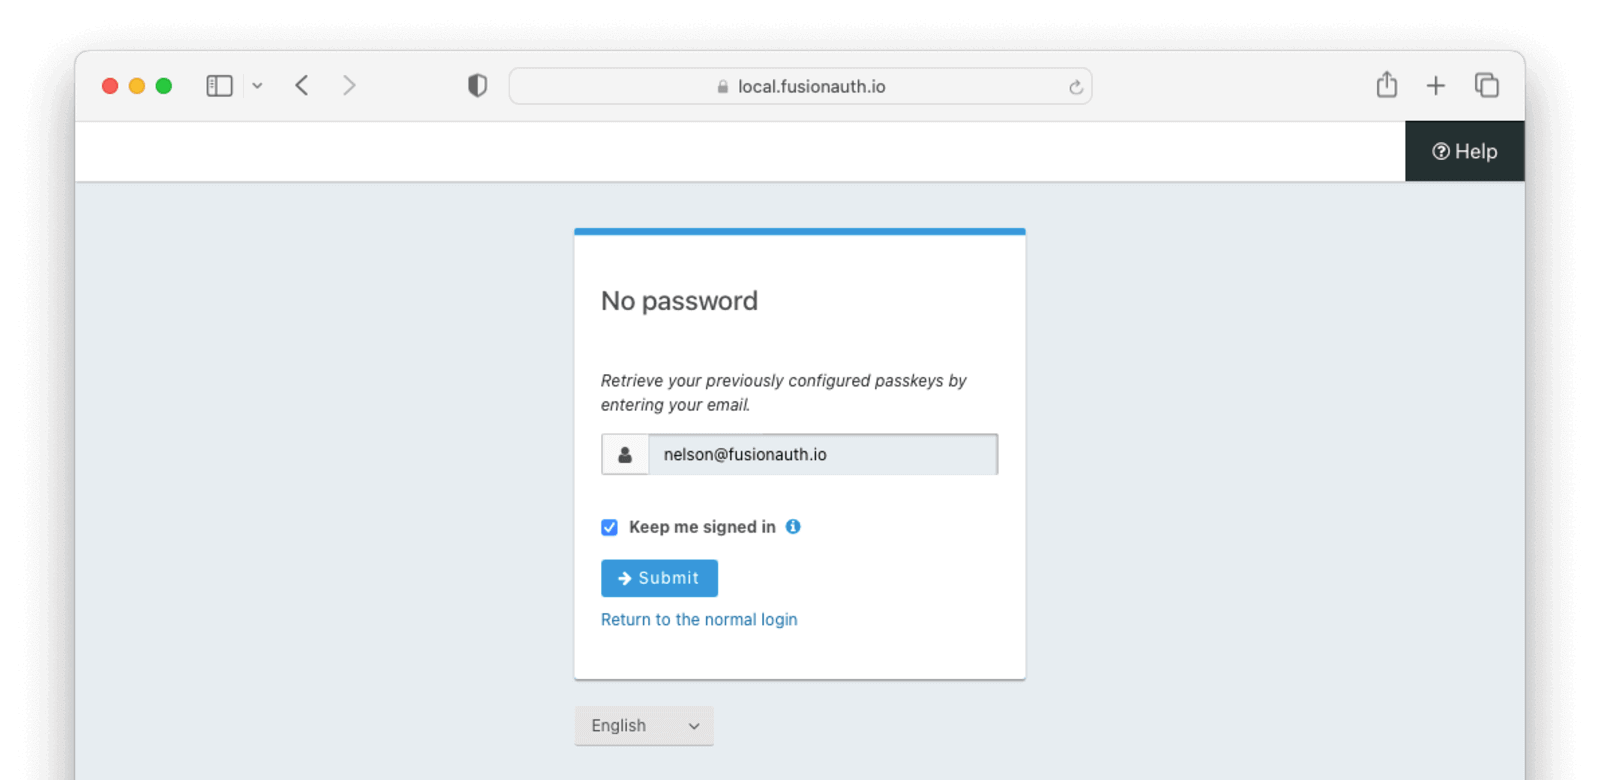 local.fusionauth.io
Help
No password
Retrieve your previously configured passkeys by
entering your email.
nelson@fusionauth.io
Keep me signed in
Submit
Return to the normal login
English